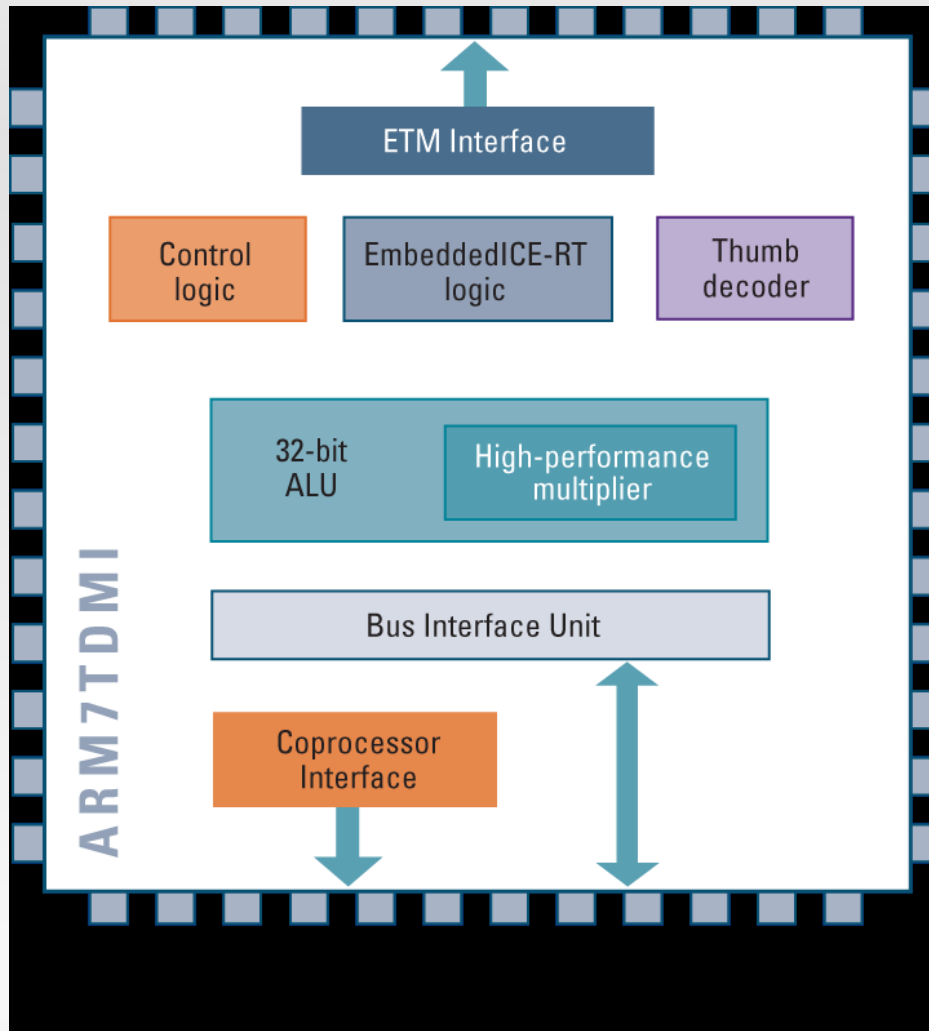 ETM Interface
Control
logic
EmbeddedICE-RT
logic
Thumb
decoder
32-bit
ALU
High-performance
multiplier
Bus Interface Unit
Coprocessor
Interface
ARM7TDMI